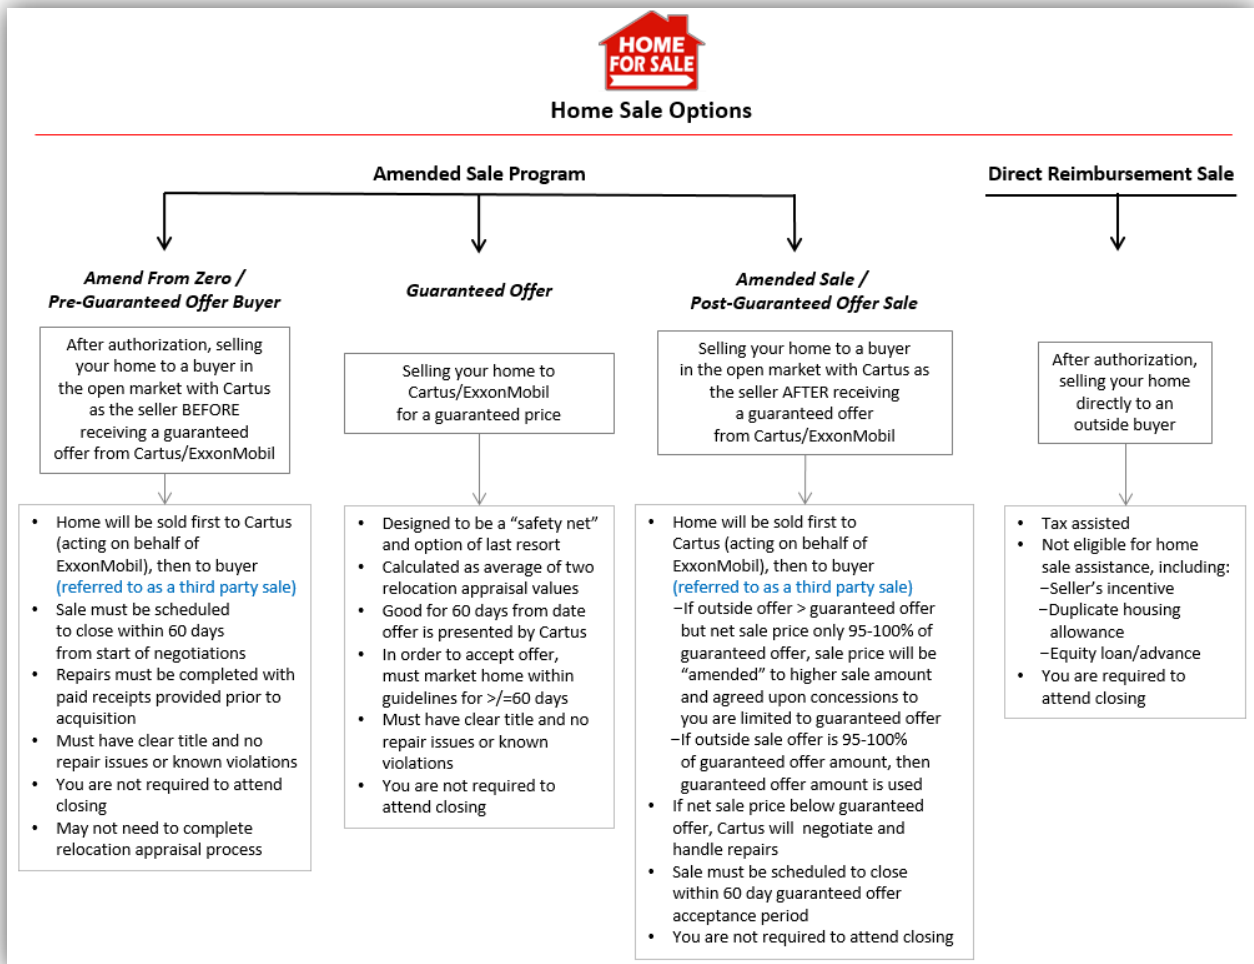 HOME
FOR SALE
Home Sale Options
Amended Sale Program
Direct Reimbursement Sale
Amend From Zero /
Pre-Guaranteed Offer Buyer
After authorization, selling
your home to a buyer in
the open market with Cartus
as the seller BEFORE
receiving a guaranteed
offer from Cartus/ExxonMobil
• Home will be sold first to Cartus
(acting on behalf of
ExxonMobil), then to buyer
(referred to as a third party sale)
• Sale must be scheduled
to close within 60 days
from start of negotiations
• Repairs must be completed with
paid receipts provided prior to
acquisition
• Must have clear title and no
repair issues or known violations
• You are not required to attend
closing
• May not need to complete
relocation appraisal process
Guaranteed Offer
Selling your home to
Cartus/ExxonMobil
for a guaranteed price
• Designed to be a “safety net”
and option of last resort
• Calculated as average of two
relocation appraisal values
• Good for 60 days from date
offer is presented by Cartus
• In order to accept offer,
must market home within
guidelines for >/=60 days
• Must have clear title and no
repair issues or known
violations
• You are not required to
attend closing
Amended Sale /
Post-Guaranteed Offer Sale
Selling your home to a buyer
in the open market with Cartus as
the seller AFTER receiving
a guaranteed offer
from Cartus/ExxonMobil
• Home will be sold first to
Cartus (acting on behalf of
ExxonMobil), then to buyer
(referred to as a third party sale)
–If outside offer > guaranteed offer
but net sale price only 95-100% of
guaranteed offer, sale price will be
“amended” to higher sale amount
and agreed upon concessions to
you are limited to guaranteed offer
–If outside sale offer is 95-100%
of guaranteed offer amount, then
guaranteed offer amount is used
• If net sale price below guaranteed
offer, Cartus will negotiate and
handle repairs
• Sale must be scheduled to close
within 60 day guaranteed offer
acceptance period
• You are not required to attend closing
After authorization,
selling your home
directly to an
outside buyer
• Tax assisted
• Not eligible for home
sale assistance, including:
–Seller’s incentive
–Duplicate housing
allowance
–Equity loan/advance
• You are required to
attend closing